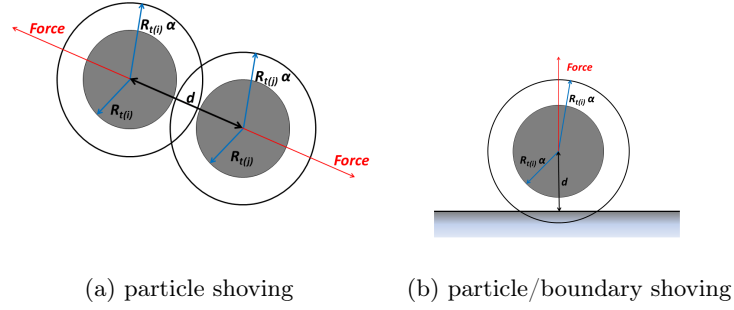 Force
R_t(i) α
R_t(j) α
d
R_t(i)
R_t(j)
Force
Force
R_t(i) α
R_t(i) α
d
(a) particle shoving
(b) particle/boundary shoving